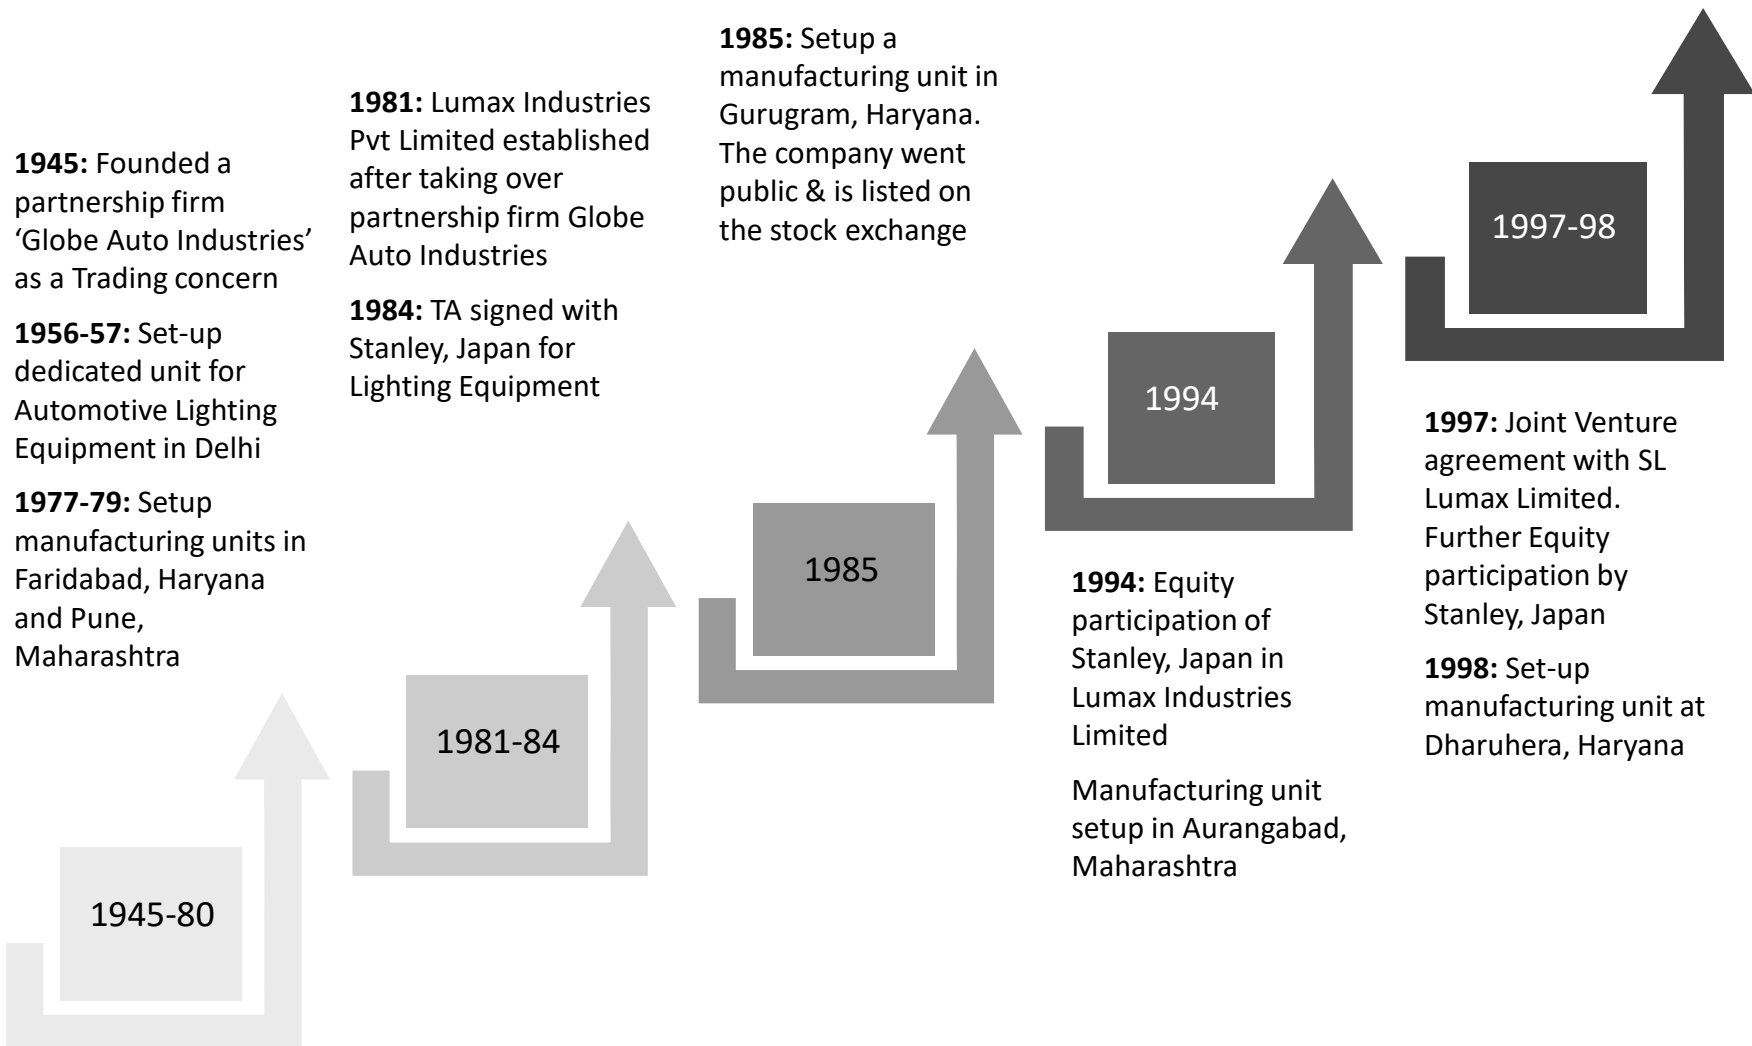 1945: Founded a
partnership firm
‘Globe Auto Industries’
as a Trading concern
1956-57: Set-up
dedicated unit for
Automotive Lighting
Equipment in Delhi
1977-79: Setup
manufacturing units in
Faridabad, Haryana
and Pune,
Maharashtra
1945-80
1981: Lumax Industries
Pvt Limited established
after taking over
partnership firm Globe
Auto Industries
1984: TA signed with
Stanley, Japan for
Lighting Equipment
1981-84
1985: Setup a
manufacturing unit in
Gurugram, Haryana.
The company went
public & is listed on
the stock exchange
1985
1994
1994: Equity
participation of
Stanley, Japan in
Lumax Industries
Limited
Manufacturing unit
setup in Aurangabad,
Maharashtra
1997-98
1997: Joint Venture
agreement with SL
Lumax Limited.
Further Equity
participation by
Stanley, Japan
1998: Set-up
manufacturing unit at
Dharuhera, Haryana